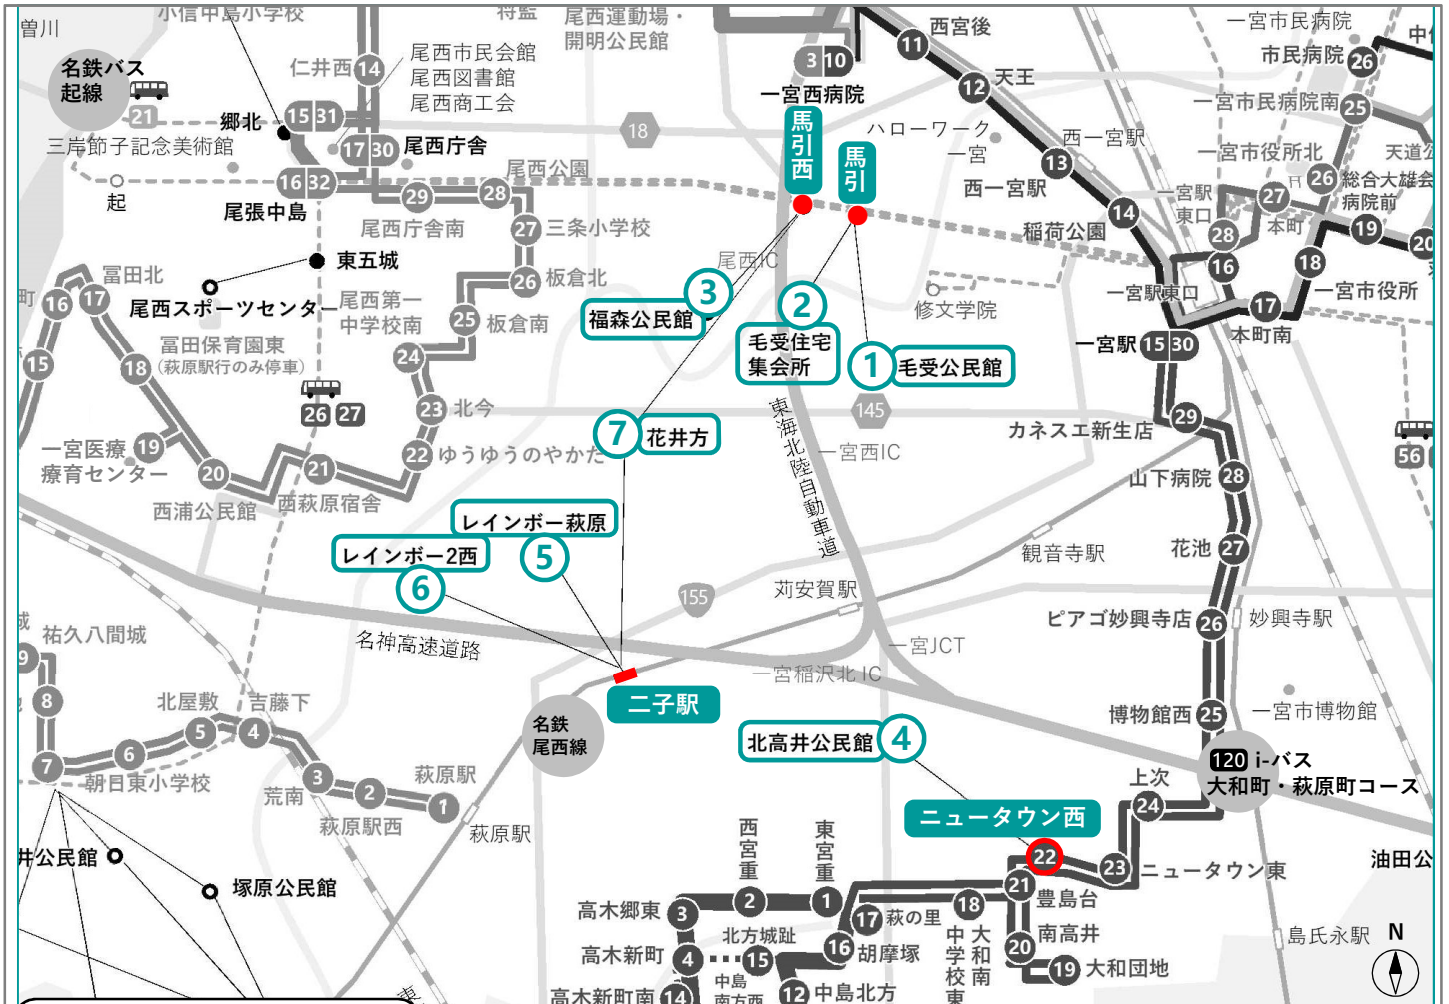 曽川
小信中島小学校
尾西運動場・
開明公民館
西宮後
11
一宮市民病院
市民病院
26
名鉄バス
起線
21
仁井西
14
尾西市民会館
尾西図書館
尾西商工会
3
10
一宮西病院
天王
12
一宮市民病院南
25
郷北
15
31
三岸節子記念美術館
17
30
尾西庁舎
18
馬引西
馬引
ハローワーク
一宮
西一宮駅
13
西一宮駅
一宮市役所北
26
起
16
32
尾張中島
29
尾西庁舎南
28
尾西公園
27
三条小学校
14
稲荷公園
一宮駅
東口
28
27
本町
総合大雄会
病院前
19
20
東五城
尾西スポーツセンター
尾西IC
26
板倉北
修文学院
16
一宮駅東口
18
一宮市役所
17
本町南
冨田北
17
16
15
尾西第一
中学校南
25
板倉南
24
3
福森公民館
2
毛受住宅
集会所
1
毛受公民館
一宮駅
15
30
冨田保育園東
(萩原駅行のみ停車)
18
26
27
23
北今
7
花井方
145
29
カネスエ新生店
一宮医療
療育センター
19
20
西浦公民館
21
西萩原宿舎
22
ゆうゆうのやかた
一宮西IC
東海北陸自動車道
山下病院
28
56
レインボー萩原
5
レインボー2西
6
観音寺駅
花池
27
155
苅安賀駅
ピアゴ妙興寺店
26
妙興寺駅
祐久八間城
9
8
7
名神高速道路
一宮JCT
一宮稲沢北 IC
二子駅
名鉄
尾西線
北屋敷
5
吉藤下
4
6
朝日東小学校
3
荒南
2
萩原駅西
萩原駅
1
萩原駅
北高井公民館
4
博物館西
25
一宮市博物館
120
i-バス
大和町・萩原町コース
上次
24
ニュータウン西
22
23
ニュータウン東
21
豊島台
井公民館
塚原公民館
西宮重
東宮重
高木郷東
3
2
1
17
萩の里
18
大和南
中学校東
20
南高井
19
大和団地
高木新町
4
北方城趾
15
16
胡摩塚
中島
南方西
12
中島北方
高木新町南
14
島氏永駅
N